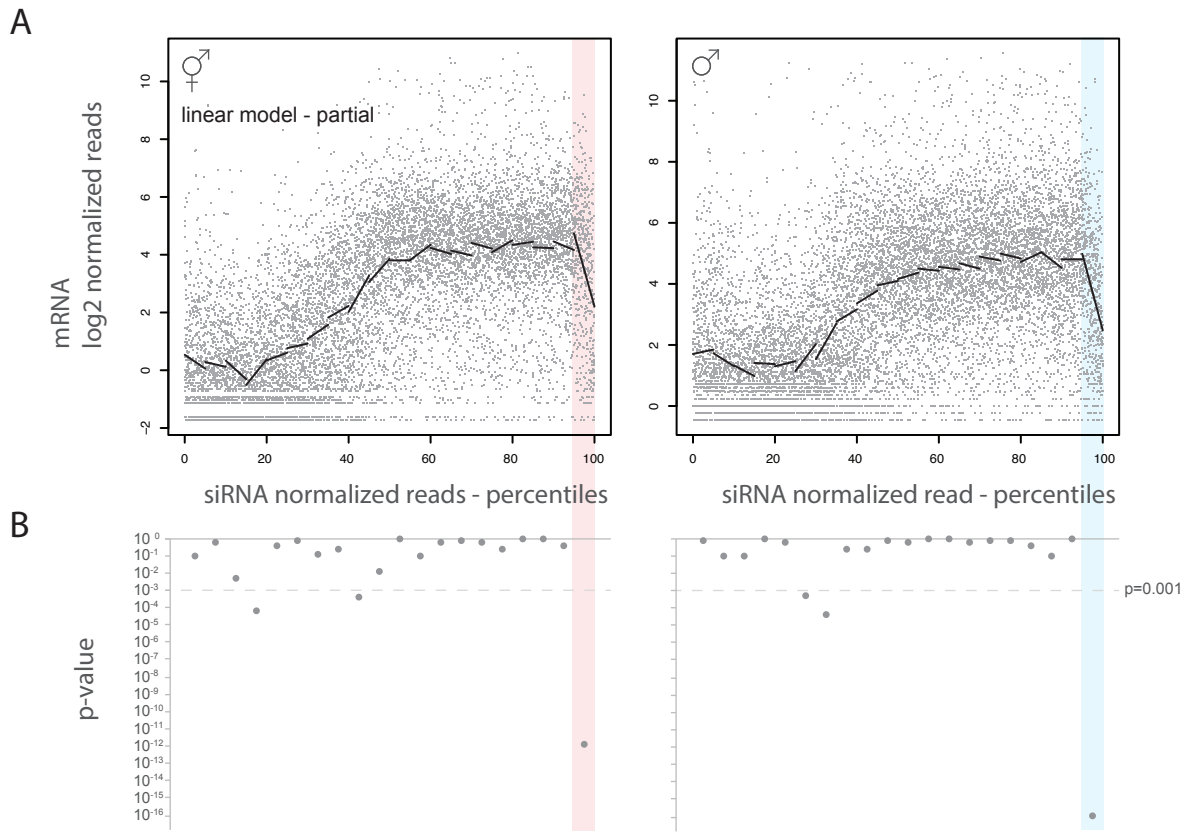 A
linear model - partial
mRNA
log2 normalized reads
10
8
6
4
2
0
-2
0 20 40 60 80 100
siRNA normalized reads - percentiles
10
8
6
4
2
0
0 20 40 60 80 100
siRNA normalized read - percentiles
B
p-value
10⁰
10⁻¹
10⁻²
10⁻³
10⁻⁴
10⁻⁵
10⁻⁶
10⁻⁷
10⁻⁸
10⁻⁹
10⁻¹⁰
10⁻¹¹
10⁻¹²
10⁻¹³
10⁻¹⁴
10⁻¹⁵
10⁻¹⁶
p=0.001